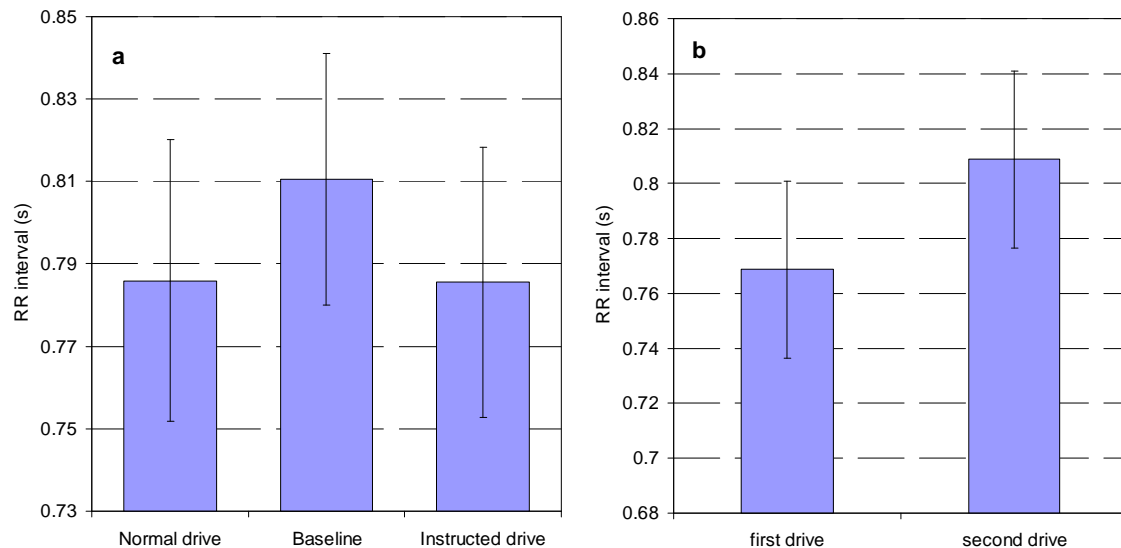 a
RR interval (s)
0.85
0.83
0.81
0.79
0.77
0.75
0.73
Normal drive
Baseline
Instructed drive
b
RR interval (s)
0.86
0.84
0.82
0.8
0.78
0.76
0.74
0.72
0.7
0.68
first drive
second drive